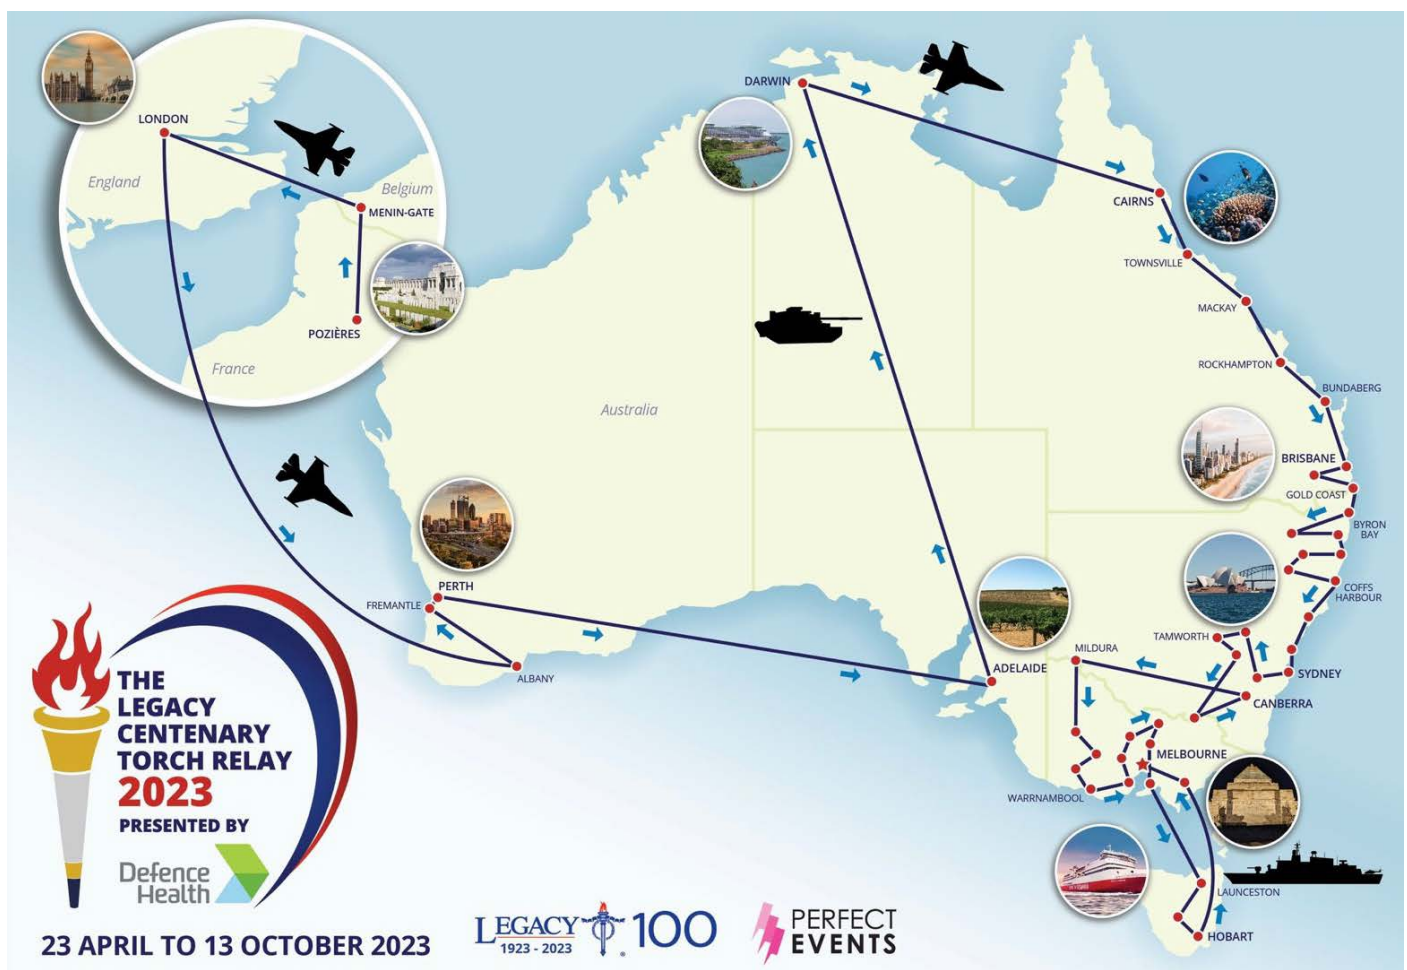 LONDON
England
Belgium
MENIN-GATE
POZIÈRES
France
DARWIN
CAIRNS
TOWNSVILLE
MACKAY
ROCKHAMPTON
BUNDABERG
Australia
BRISBANE
GOLD COAST
BYRON
BAY
COFFS
HARBOUR
PERTH
FREMANTLE
ALBANY
ADELAIDE
TAMWORTH
MILDURA
SYDNEY
CANBERRA
MELBOURNE
WARRNAMBOOL
LAUNCESTON
HOBART
THE
LEGACY
CENTENARY
TORCH RELAY
2023
PRESENTED BY
Defence
Health
23 APRIL TO 13 OCTOBER 2023
LEGACY 100
1923 - 2023
PERFECT
EVENTS